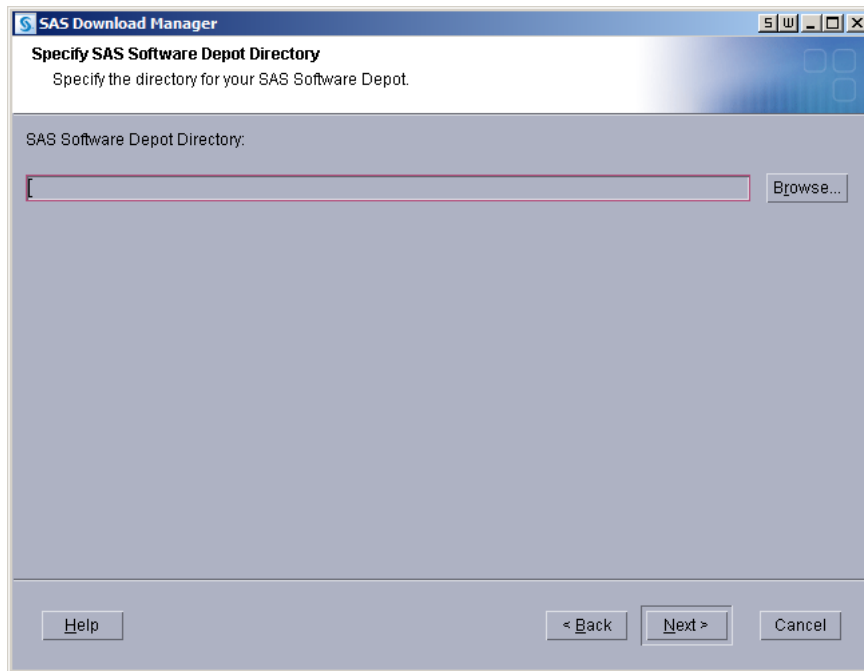 SAS Download Manager
S W
Specify SAS Software Depot Directory
Specify the directory for your SAS Software Depot.
SAS Software Depot Directory:
Browse...
Help
< Back
Next >
Cancel